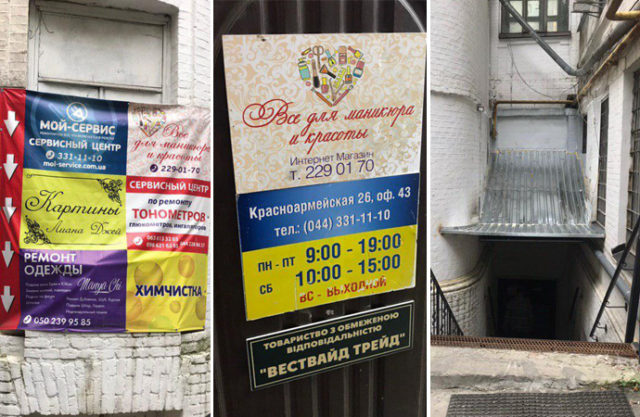 МОЙ-СЕРВИС
СЕРВИСНЫЙ ЦЕНТР
331-11-10
moi-service.com.ua
Все
для маникюра
и красоты
229-01-70
Картины
Лиана Джей
СЕРВИСНЫЙ ЦЕНТР
по ремонту
ТОНОМЕТРОВ
глюкометров, ингаляторов
РЕМОНТ
ОДЕЖДЫ
050 239 95 85
ХИМЧИСТКА
Все для маникюра
и красоты
Интернет Магазин
т. 229 01 70
Красноармейская 26, оф. 43
тел.: (044) 331-11-10
ПН - ПТ 9:00 - 19:00
СБ 10:00 - 15:00
ВС - ВЫХОДНОЙ
ТОВАРИСТВО З ОБМЕЖЕНОЮ
ВІДПОВІДАЛЬНІСТЮ
"ВЕСТВАЙД ТРЕЙД"